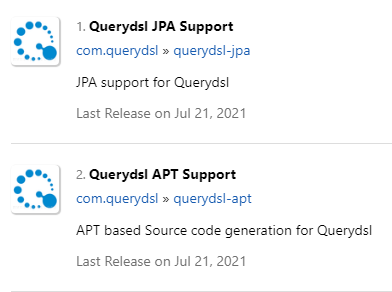 1. Querydsl JPA Support
com.querydsl » querydsl-jpa
JPA support for Querydsl
Last Release on Jul 21, 2021
2. Querydsl APT Support
com.querydsl » querydsl-apt
APT based Source code generation for Querydsl
Last Release on Jul 21, 2021